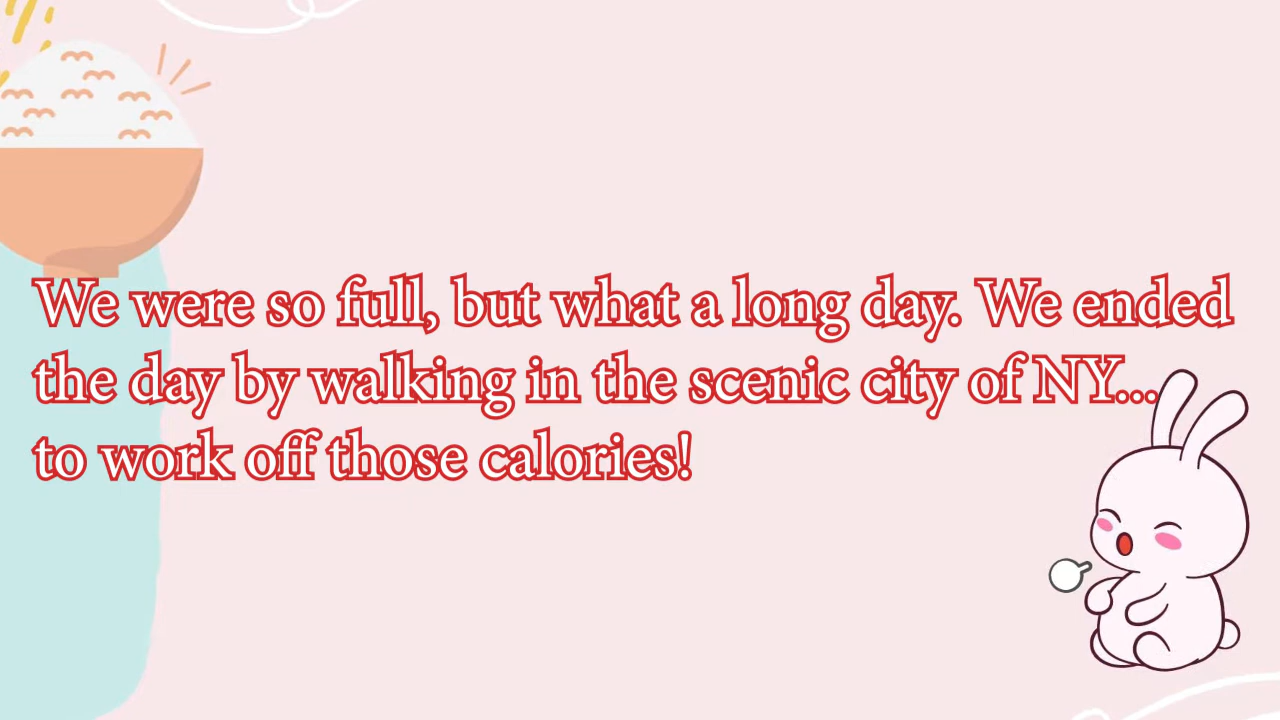 We were so full, but what a long day. We ended
the day by walking in the scenic city of NY...
to work off those calories!